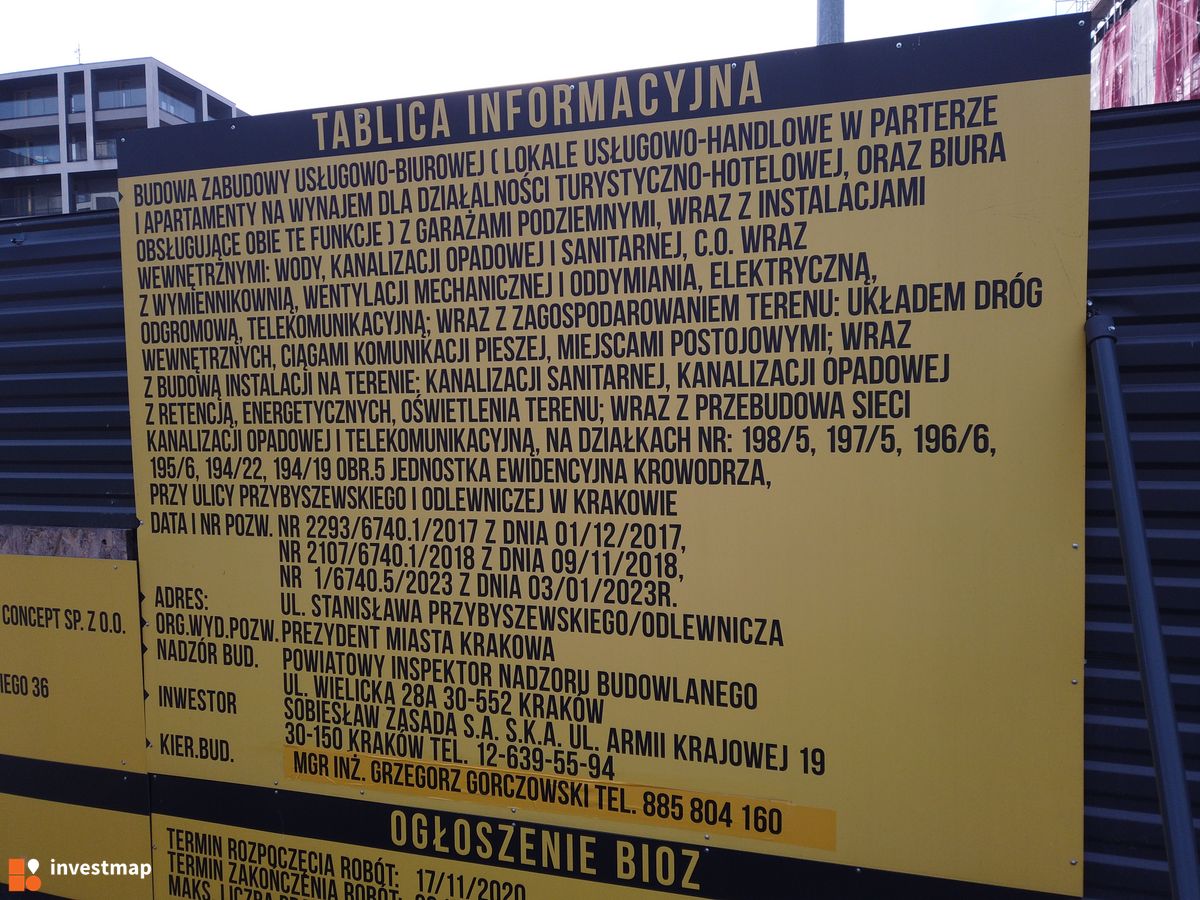 TABLICA INFORMACYJNA
BUDOWA ZABUDOWY USŁUGOWO-BIUROWEJ ( LOKALE USŁUGOWO-HANDLOWE W PARTERZE
I APARTAMENTY NA WYNAJEM DLA DZIAŁALNOŚCI TURYSTYCZNO-HOTELOWEJ, ORAZ BIURA
OBSŁUGUJĄCE OBIE TE FUNKCJE ) Z GARAŻAMI PODZIEMNYMI, WRAZ Z INSTALACJAMI
WEWNĘTRZNYMI: WODY, KANALIZACJI OPADOWEJ I SANITARNEJ, C.O. WRAZ
Z WYMIENNIKOWNIĄ, WENTYLACJI MECHANICZNEJ I ODDYMIANIA, ELEKTRYCZNĄ,
ODGROMOWĄ, TELEKOMUNIKACYJNĄ; WRAZ Z ZAGOSPODAROWANIEM TERENU: UKŁADEM DRÓG
WEWNĘTRZNYCH, CIĄGAMI KOMUNIKACJI PIESZEJ, MIEJSCAMI POSTOJOWYMI; WRAZ
Z BUDOWĄ INSTALACJI NA TERENIE: KANALIZACJI SANITARNEJ, KANALIZACJI OPADOWEJ
Z RETENCJĄ, ENERGETYCZNYCH, OŚWIETLENIA TERENU; WRAZ Z PRZEBUDOWA SIECI
KANALIZACJI OPADOWEJ I TELEKOMUNIKACYJNĄ, NA DZIAŁKACH NR: 198/5, 197/5, 196/6,
195/6, 194/22, 194/19 OBR.5 JEDNOSTKA EWIDENCYJNA KROWODRZA,
PRZY ULICY PRZYBYSZEWSKIEGO I ODLEWNICZEJ W KRAKOWIE
DATA I NR POZW. NR 2293/6740.1/2017 Z DNIA 01/12/2017,
NR 2107/6740.1/2018 Z DNIA 09/11/2018,
NR 1/6740.5/2023 Z DNIA 03/01/2023R.
ADRES: UL. STANISŁAWA PRZYBYSZEWSKIEGO/ODLEWNICZA
ORG.WYD.POZW. PREZYDENT MIASTA KRAKOWA
NADZÓR BUD. POWIATOWY INSPEKTOR NADZORU BUDOWLANEGO
UL. WIELICKA 28A 30-552 KRAKÓW
INWESTOR SOBIESŁAW ZASADA S.A. S.K.A. UL. ARMII KRAJOWEJ 19
30-150 KRAKÓW TEL. 12-639-55-94
KIER.BUD. MGR INŻ. GRZEGORZ GORCZOWSKI TEL. 885 804 160
OGŁOSZENIE BIOZ
TERMIN ROZPOCZĘCIA ROBÓT: 17/11/2020
TERMIN ZAKOŃCZENIA ROBÓT:
MAKS. LICZBA
CONCEPT SP. Z O.O.
IEGO 36
investmap